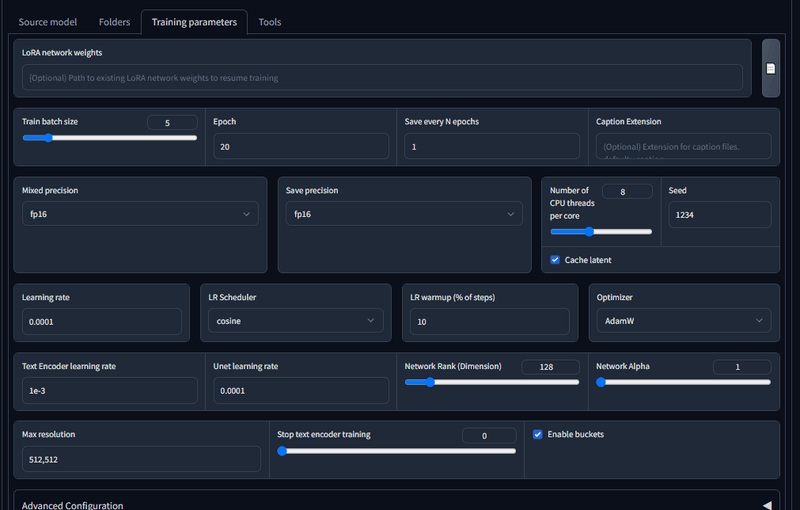 Source model Folders Training parameters Tools
LoRA network weights
(Optional) Path to existing LoRA network weights to resume training
Train batch size 5 Epoch Save every N epochs Caption Extension
20 1 (Optional) Extension for caption files.
Mixed precision Save precision Number of CPU threads per core 8 Seed
fp16 fp16 1234
Cache latent
Learning rate LR Scheduler LR warmup (% of steps) Optimizer
0.0001 cosine 10 AdamW
Text Encoder learning rate Unet learning rate Network Rank (Dimension) 128 Network Alpha 1
1e-3 0.0001
Max resolution Stop text encoder training 0 Enable buckets
512,512
Advanced Configuration